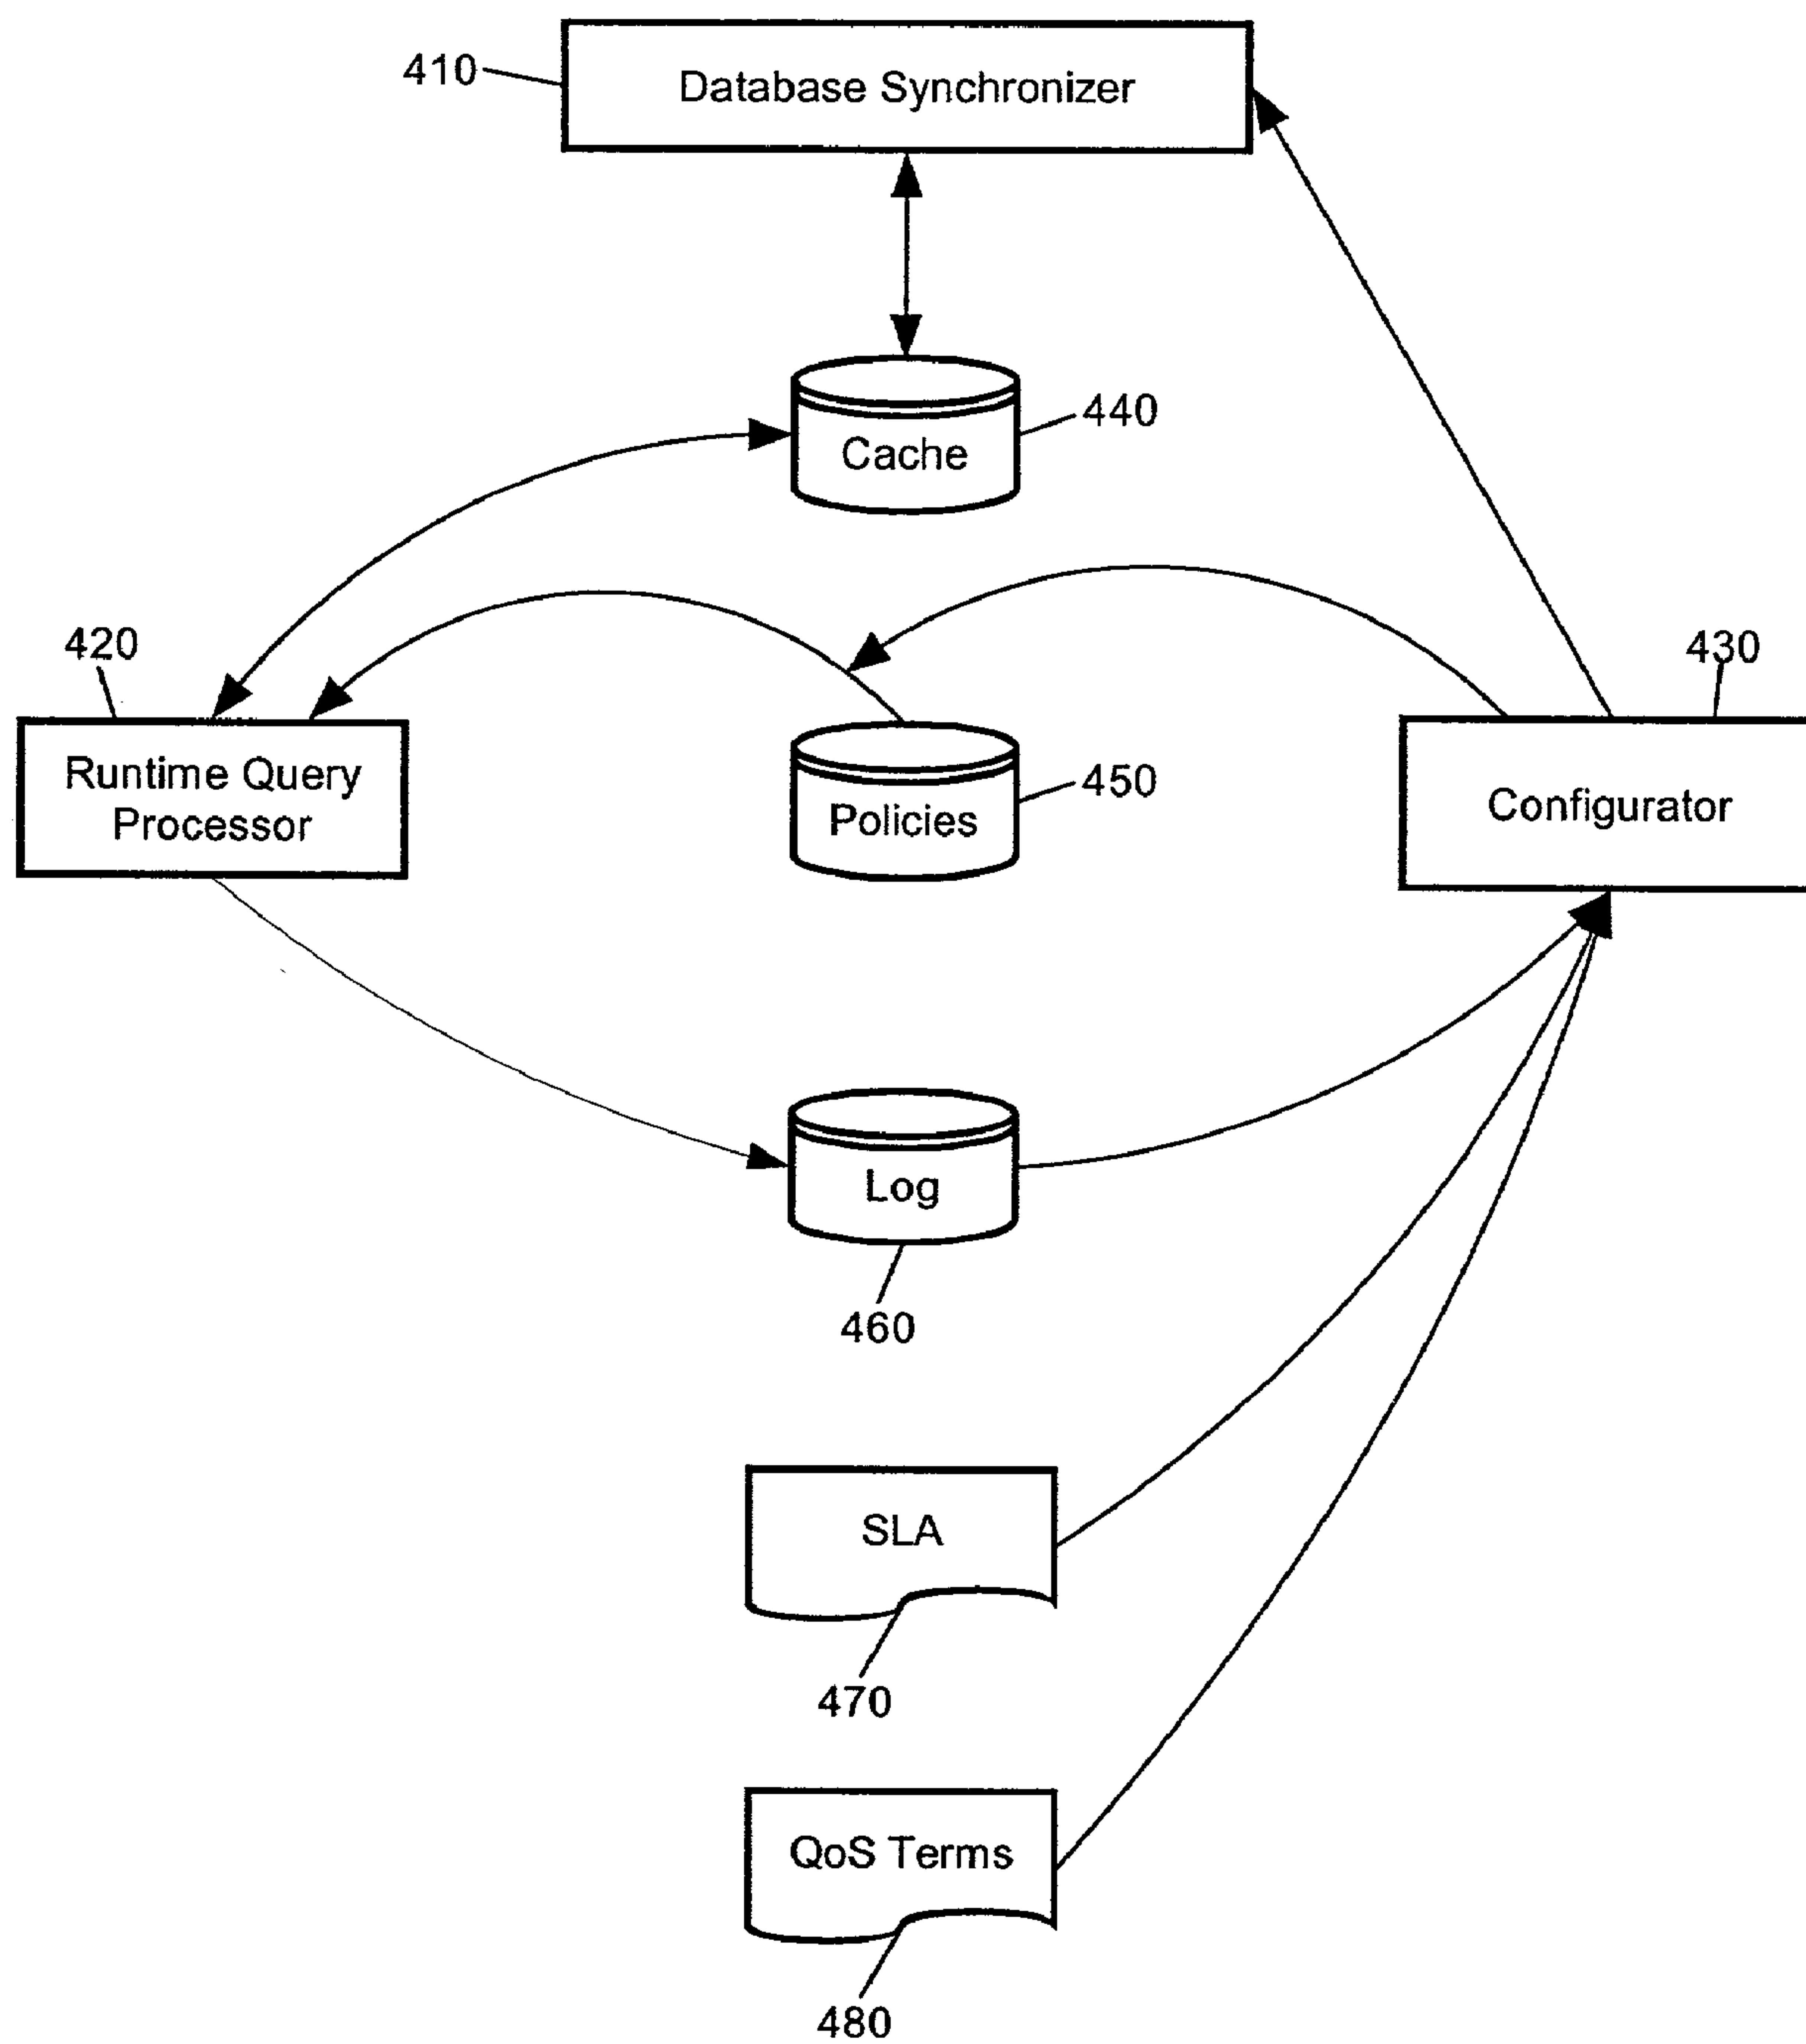 410
Database Synchronizer
440
Cache
420
430
Runtime Query
Processor
450
Policies
Configurator
Log
460
SLA
470
QoS Terms
480